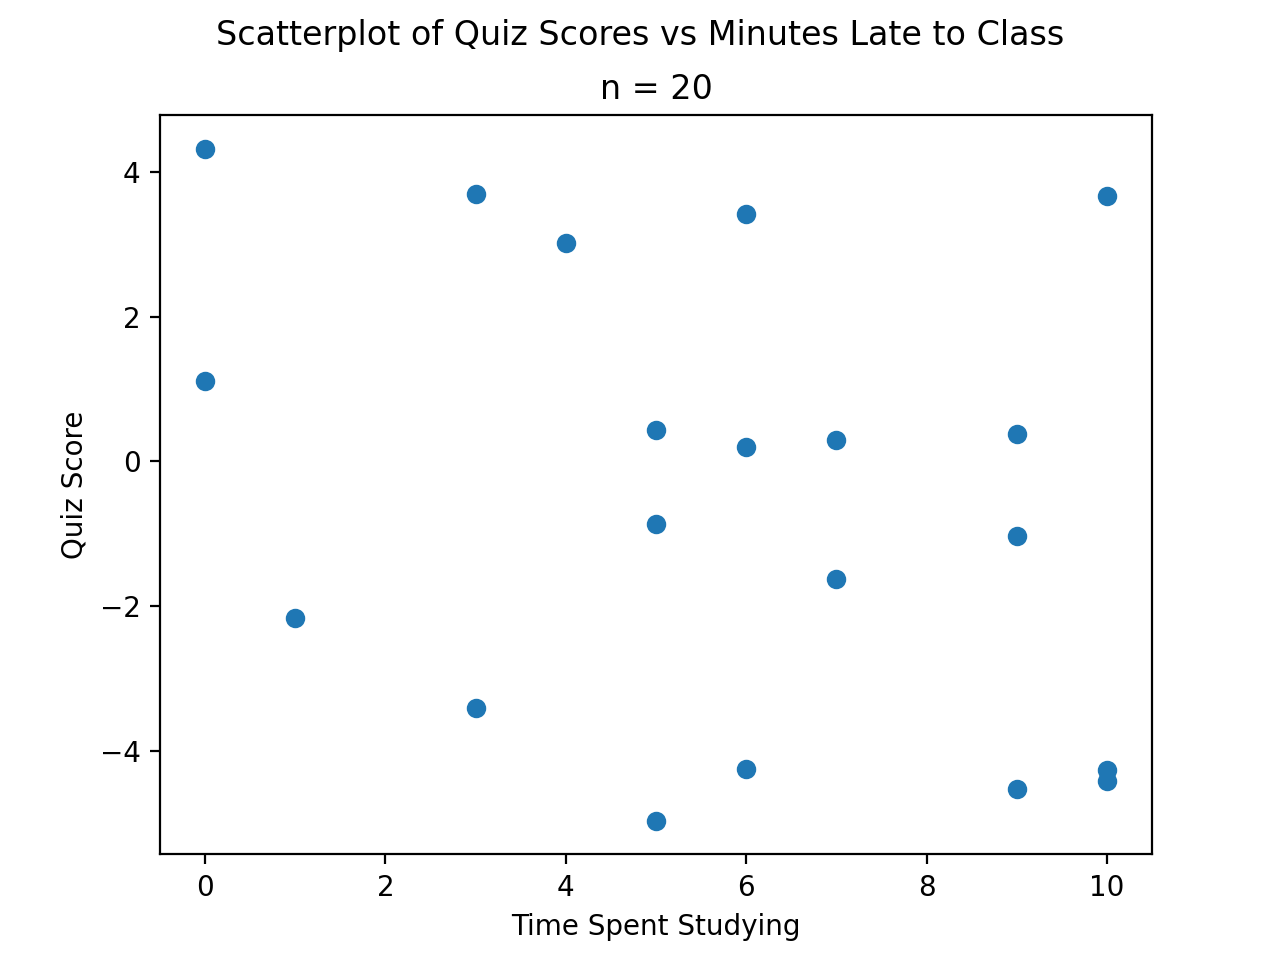 Scatterplot of Quiz Scores vs Minutes Late to Class
n = 20
4
2
0
−2
−4
Quiz Score
0 2 4 6 8 10
Time Spent Studying